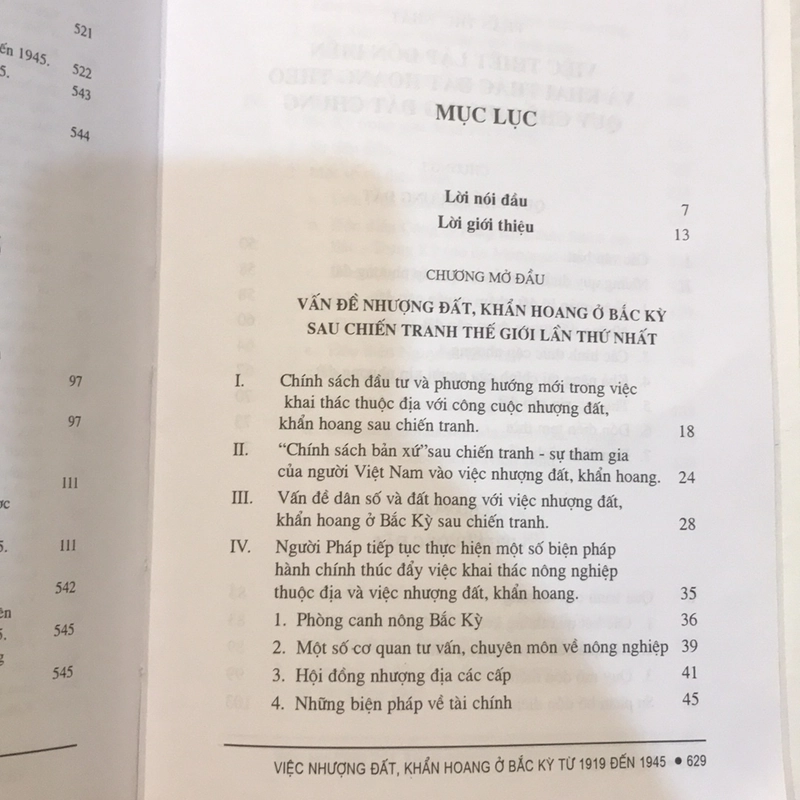 521
ến 1945.
522
5.
543
544
97
97
111
ợc
5.
111
542
ên
5.
545
g
545
MỤC LỤC
Lời nói đầu 7
Lời giới thiệu 13
CHƯƠNG MỞ ĐẦU
VẤN ĐỀ NHƯỢNG ĐẤT, KHẨN HOANG Ở BẮC KỲ
SAU CHIẾN TRANH THẾ GIỚI LẦN THỨ NHẤT
I. Chính sách đầu tư và phương hướng mới trong việc
khai thác thuộc địa với công cuộc nhượng đất,
khẩn hoang sau chiến tranh. 18
II. “Chính sách bản xứ”sau chiến tranh - sự tham gia
của người Việt Nam vào việc nhượng đất, khẩn hoang. 24
III. Vấn đề dân số và đất hoang với việc nhượng đất,
khẩn hoang ở Bắc Kỳ sau chiến tranh. 28
IV. Người Pháp tiếp tục thực hiện một số biện pháp
hành chính thúc đẩy việc khai thác nông nghiệp
thuộc địa và việc nhượng đất, khẩn hoang. 35
1. Phòng canh nông Bắc Kỳ 36
2. Một số cơ quan tư vấn, chuyên môn về nông nghiệp 39
3. Hội đồng nhượng địa các cấp 41
4. Những biện pháp về tài chính 45
VIỆC NHƯỢNG ĐẤT, KHẨN HOANG Ở BẮC KỲ TỪ 1919 ĐẾN 1945 • 629